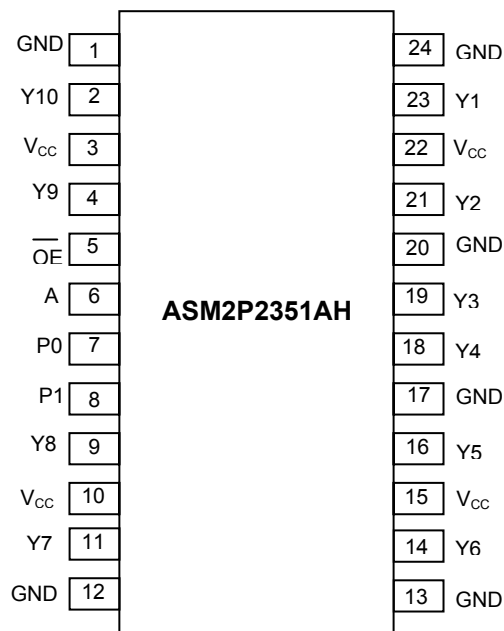 GND 1 24 GND
Y10 2 23 Y1
VCC 3 22 VCC
Y9 4 21 Y2
OE 5 20 GND
A 6 19 Y3
ASM2P2351AH
P0 7 18 Y4
P1 8 17 GND
Y8 9 16 Y5
VCC 10 15 VCC
Y7 11 14 Y6
GND 12 13 GND